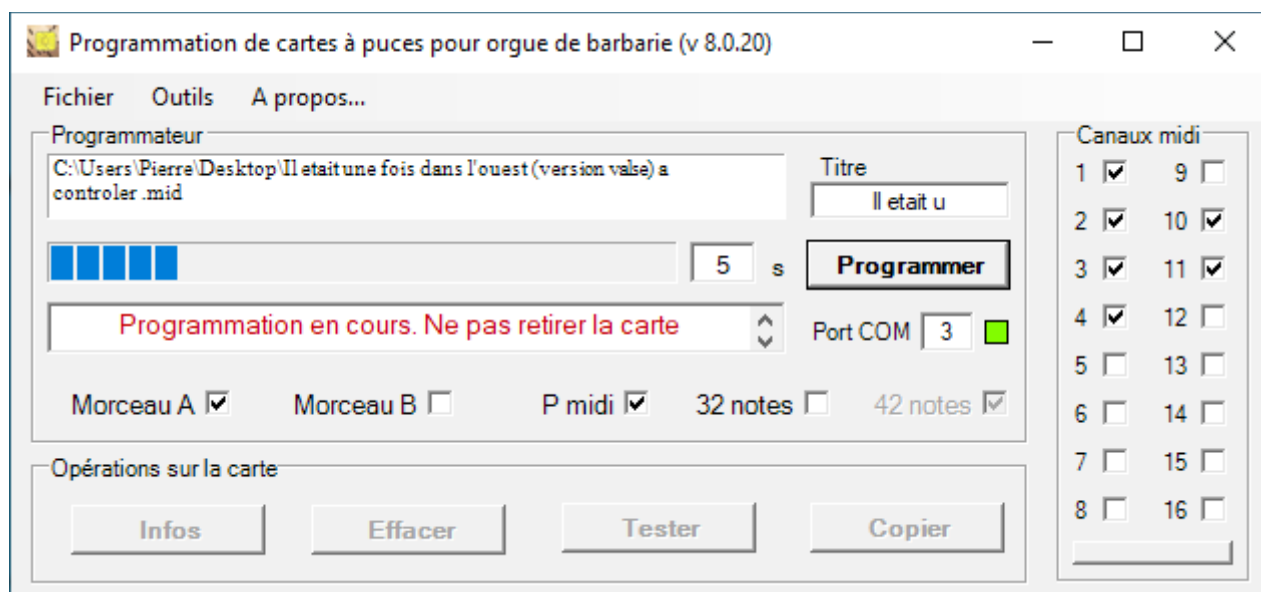 Programmation de cartes à puces pour orgue de barbarie (v 8.0.20)
Fichier Outils A propos...
Programmateur
C:\Users\Pierre\Desktop\Il etait une fois dans l'ouest (version valse) a
controler .mid
Titre
Il etait u
5 s Programmer
Programmation en cours. Ne pas retirer la carte
Port COM 3
Morceau A Morceau B P midi 32 notes 42 notes
Opérations sur la carte
Infos Effacer Tester Copier
Canaux midi
1 9
2 10
3 11
4 12
5 13
6 14
7 15
8 16